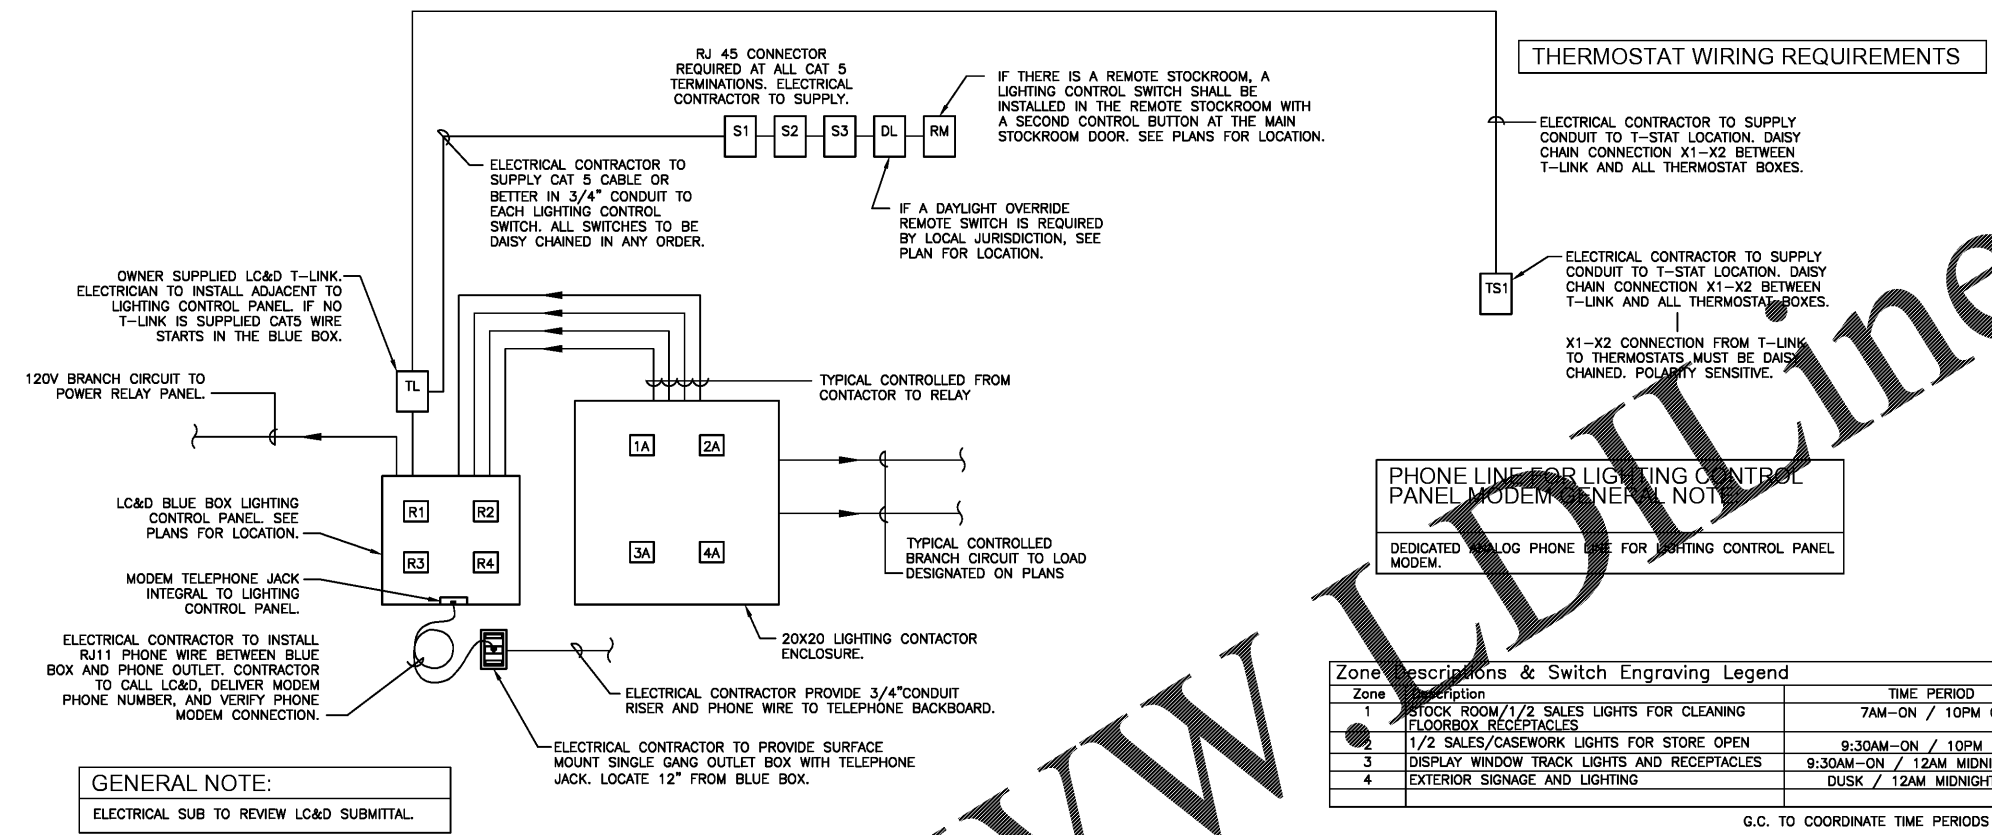 RJ 45 CONNECTOR
REQUIRED AT ALL CAT 5
TERMINATIONS. ELECTRICAL
CONTRACTOR TO SUPPLY.
IF THERE IS A REMOTE STOCKROOM, A
LIGHTING CONTROL SWITCH SHALL BE
INSTALLED IN THE REMOTE STOCKROOM WITH
A SECOND CONTROL BUTTON AT THE MAIN
STOCKROOM DOOR. SEE PLANS FOR LOCATION.
S1
S2
S3
DL
RM
ELECTRICAL CONTRACTOR TO
SUPPLY CAT 5 CABLE OR
BETTER IN 3/4" CONDUIT TO
EACH LIGHTING CONTROL
SWITCH. ALL SWITCHES TO BE
DAISY CHAINED IN ANY ORDER.
IF A DAYLIGHT OVERRIDE
REMOTE SWITCH IS REQUIRED
BY LOCAL JURISDICTION, SEE
PLAN FOR LOCATION.
THERMOSTAT WIRING REQUIREMENTS
ELECTRICAL CONTRACTOR TO SUPPLY
CONDUIT TO T-STAT LOCATION. DAISY
CHAIN CONNECTION X1-X2 BETWEEN
T-LINK AND ALL THERMOSTAT BOXES.
TS1
ELECTRICAL CONTRACTOR TO SUPPLY
CONDUIT TO T-STAT LOCATION. DAISY
CHAIN CONNECTION X1-X2 BETWEEN
T-LINK AND ALL THERMOSTAT BOXES.
X1-X2 CONNECTION FROM T-LINK
TO THERMOSTATS MUST BE DAISY
CHAINED. POLARITY SENSITIVE.
OWNER SUPPLIED LC&D T-LINK.
ELECTRICIAN TO INSTALL ADJACENT TO
LIGHTING CONTROL PANEL. IF NO
T-LINK IS SUPPLIED CAT5 WIRE
STARTS IN THE BLUE BOX.
TL
120V BRANCH CIRCUIT TO
POWER RELAY PANEL.
TYPICAL CONTROLLED FROM
CONTACTOR TO RELAY
1A
2A
3A
4A
LC&D BLUE BOX LIGHTING
CONTROL PANEL. SEE
PLANS FOR LOCATION.
R1
R2
R3
R4
TYPICAL CONTROLLED
BRANCH CIRCUIT TO LOAD
DESIGNATED ON PLANS
MODEM TELEPHONE JACK
INTEGRAL TO LIGHTING
CONTROL PANEL.
20X20 LIGHTING CONTACTOR
ENCLOSURE.
ELECTRICAL CONTRACTOR TO INSTALL
RJ11 PHONE WIRE BETWEEN BLUE
BOX AND PHONE OUTLET. CONTRACTOR
TO CALL LC&D, DELIVER MODEM
PHONE NUMBER, AND VERIFY PHONE
MODEM CONNECTION.
ELECTRICAL CONTRACTOR PROVIDE 3/4"CONDUIT
RISER AND PHONE WIRE TO TELEPHONE BACKBOARD.
ELECTRICAL CONTRACTOR TO PROVIDE SURFACE
MOUNT SINGLE GANG OUTLET BOX WITH TELEPHONE
JACK. LOCATE 12" FROM BLUE BOX.
GENERAL NOTE:
ELECTRICAL SUB TO REVIEW LC&D SUBMITTAL.
PHONE LINE FOR LIGHTING CONTROL
PANEL MODEM GENERAL NOTE:
DEDICATED ANALOG PHONE LINE FOR LIGHTING CONTROL PANEL
MODEM.
Zone Descriptions & Switch Engraving Legend
Zone Description TIME PERIOD
1 STOCK ROOM/1/2 SALES LIGHTS FOR CLEANING 7AM-ON / 10PM
FLOORBOX RECEPTACLES
2 1/2 SALES/CASEWORK LIGHTS FOR STORE OPEN 9:30AM-ON / 10PM
3 DISPLAY WINDOW TRACK LIGHTS AND RECEPTACLES 9:30AM-ON / 12AM
4 EXTERIOR SIGNAGE AND LIGHTING DUSK / 12AM MIDNIGHT
G.C. TO COORDINATE TIME PERIODS
.LDILine